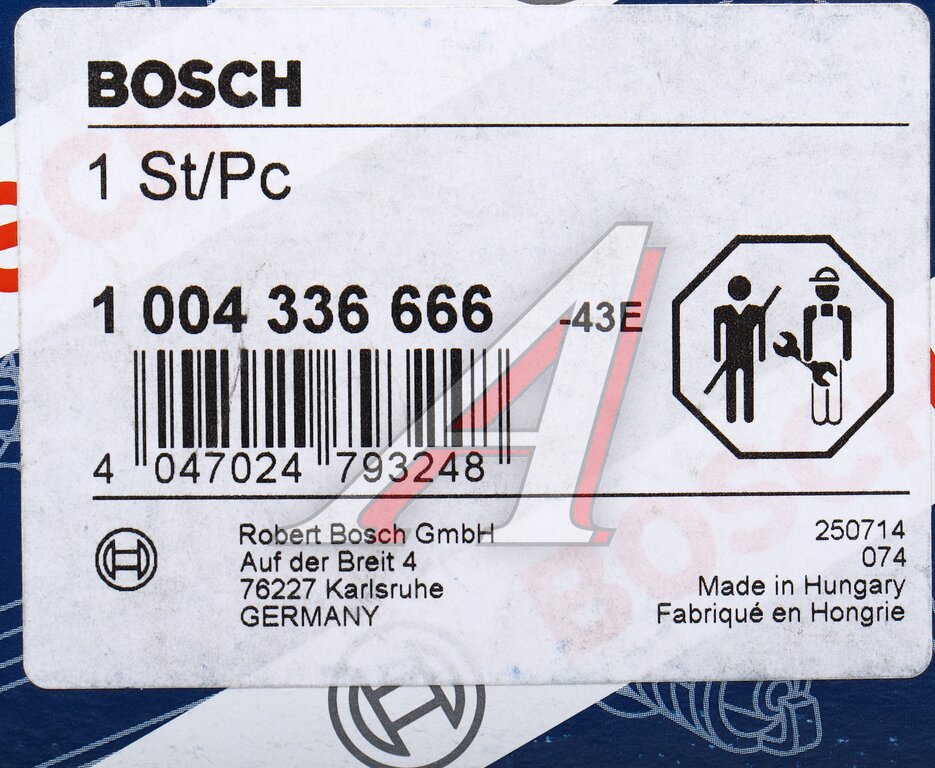 BOSCH
1 St/Pc
1 004 336 666 -43E
4 047024 793248
Robert Bosch GmbH
Auf der Breit 4
76227 Karlsruhe
GERMANY
250714
074
Made in Hungary
Fabriqué en Hongrie